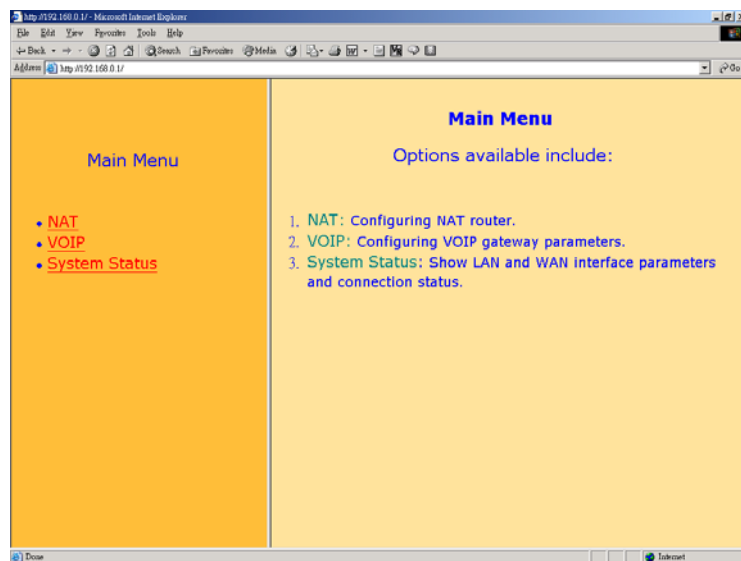 http://192.168.0.1/ - Microsoft Internet Explorer
File Edit View Favorites Tools Help
Back Search Favorites Media
Address http://192.168.0.1/ Go
Main Menu
• NAT
• VOIP
• System Status
Main Menu
Options available include:
1. NAT: Configuring NAT router.
2. VOIP: Configuring VOIP gateway parameters.
3. System Status: Show LAN and WAN interface parameters
and connection status.
Done
Internet